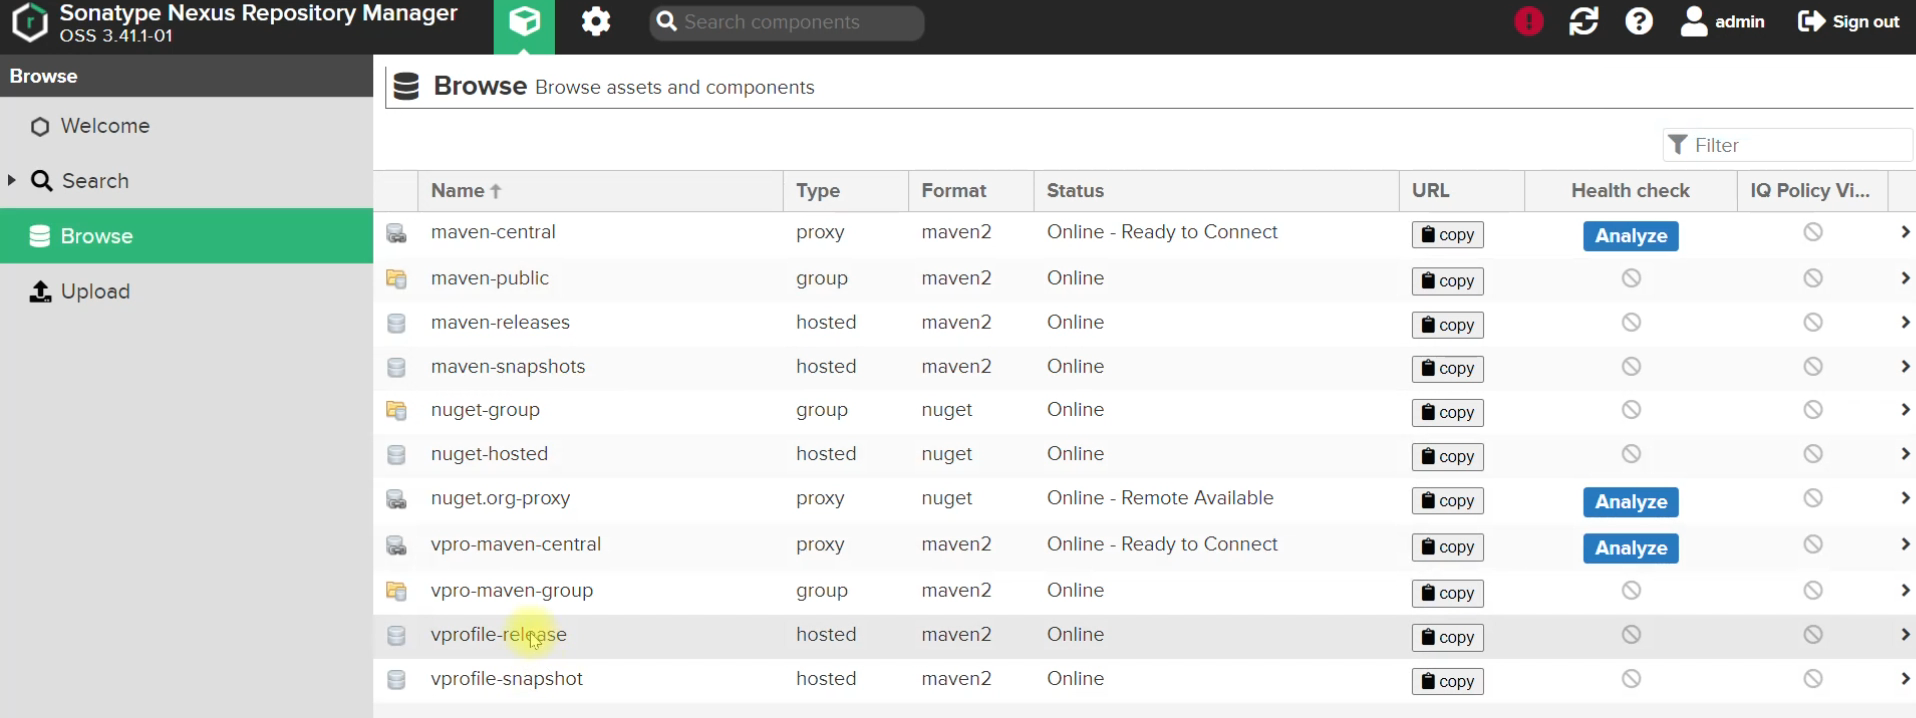 Sonatype Nexus Repository Manager
OSS 3.41.1-01
Search components
admin
Sign out
Browse
Welcome
Search
Browse
Upload
Browse Browse assets and components
Filter
Name Type Format Status URL Health check IQ Policy Vi...
maven-central proxy maven2 Online - Ready to Connect copy Analyze
maven-public group maven2 Online copy
maven-releases hosted maven2 Online copy
maven-snapshots hosted maven2 Online copy
nuget-group group nuget Online copy
nuget-hosted hosted nuget Online copy
nuget.org-proxy proxy nuget Online - Remote Available copy Analyze
vpro-maven-central proxy maven2 Online - Ready to Connect copy Analyze
vpro-maven-group group maven2 Online copy
vprofile-release hosted maven2 Online copy
vprofile-snapshot hosted maven2 Online copy